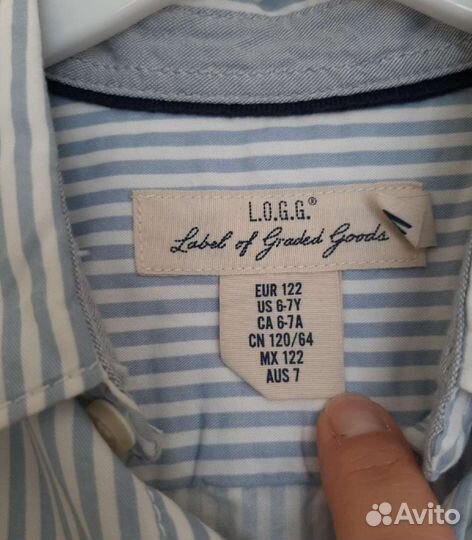 L.O.G.G.®
Label of Graded Goods
EUR 122
US 6-7Y
CA 6-7A
CN 120/64
MX 122
AUS 7
Avito